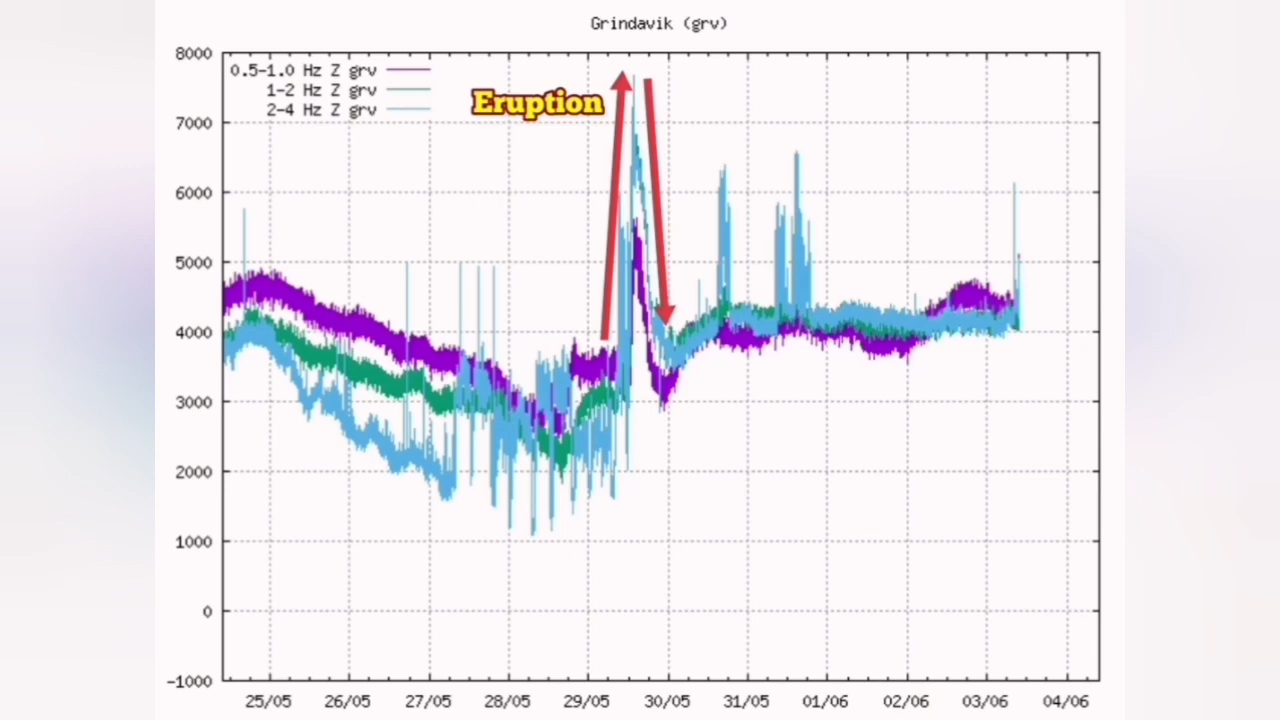 Grindavik (grv)
8000
7000
6000
5000
4000
3000
2000
1000
0
-1000
0.5-1.0 Hz Z grv
1-2 Hz Z grv
2-4 Hz Z grv
Eruption
25/05 26/05 27/05 28/05 29/05 30/05 31/05 01/06 02/06 03/06 04/06